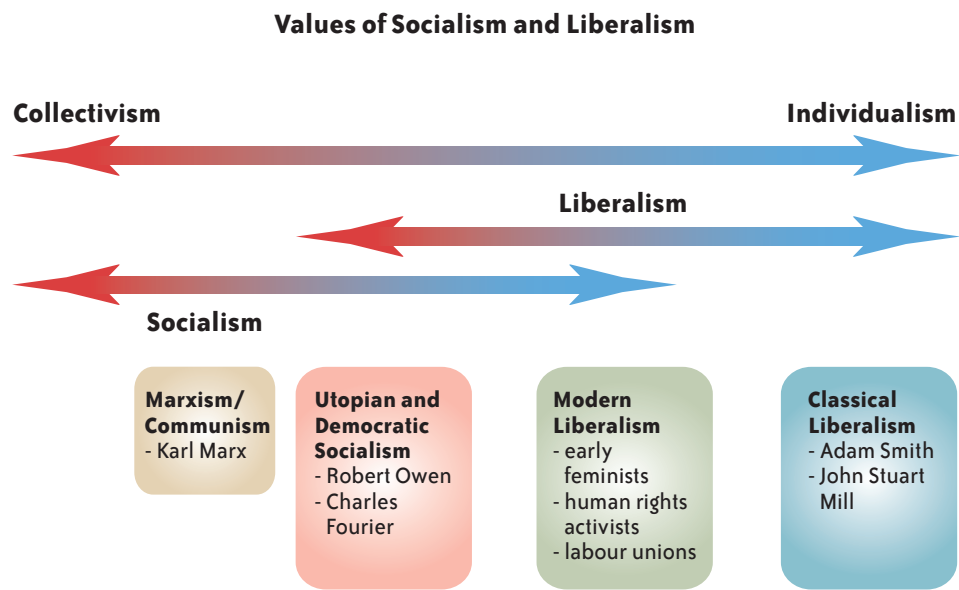 Values of Socialism and Liberalism
Collectivism
Individualism
Liberalism
Socialism
Marxism/
Communism
- Karl Marx
Utopian and
Democratic
Socialism
- Robert Owen
- Charles
Fourier
Modern
Liberalism
- early
feminists
- human rights
activists
- labour unions
Classical
Liberalism
- Adam Smith
- John Stuart
Mill